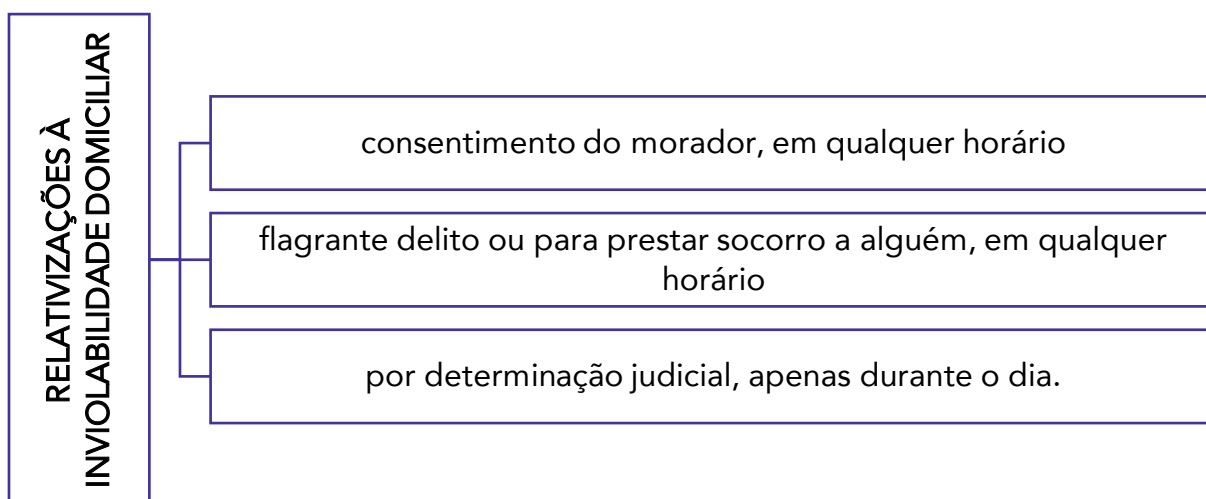 RELATIVIZAÇÕES À
INVIOLABILIDADE DOMICILIAR
consentimento do morador, em qualquer horário
flagrante delito ou para prestar socorro a alguém, em qualquer
horário
por determinação judicial, apenas durante o dia.